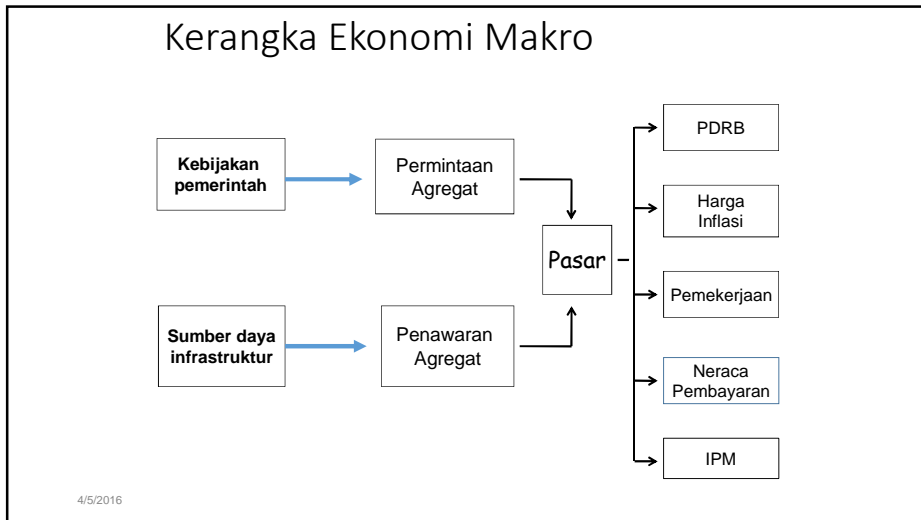 Kerangka Ekonomi Makro
Kebijakan
pemerintah
Permintaan
Agregat
Pasar
Sumber daya
infrastruktur
Penawaran
Agregat
PDRB
Harga
Inflasi
Pemekerjaan
Neraca
Pembayaran
IPM
4/5/2016